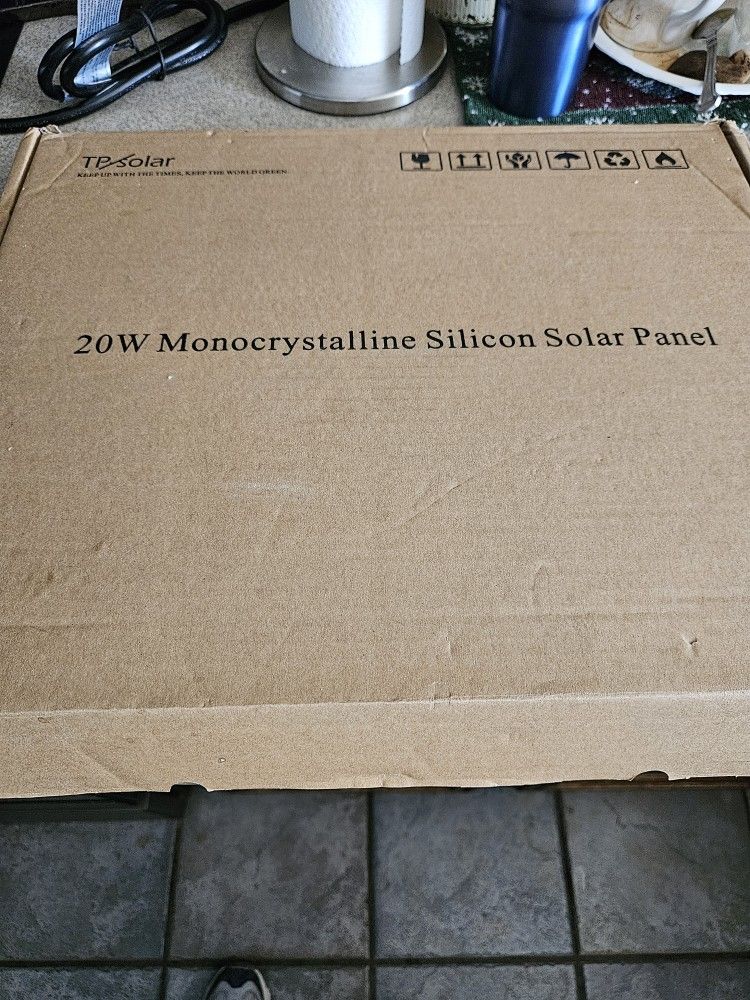 TPSolar
KEEP UP WITH THE TIMES, KEEP THE WORLD GREEN
20W Monocrystalline Silicon Solar Panel